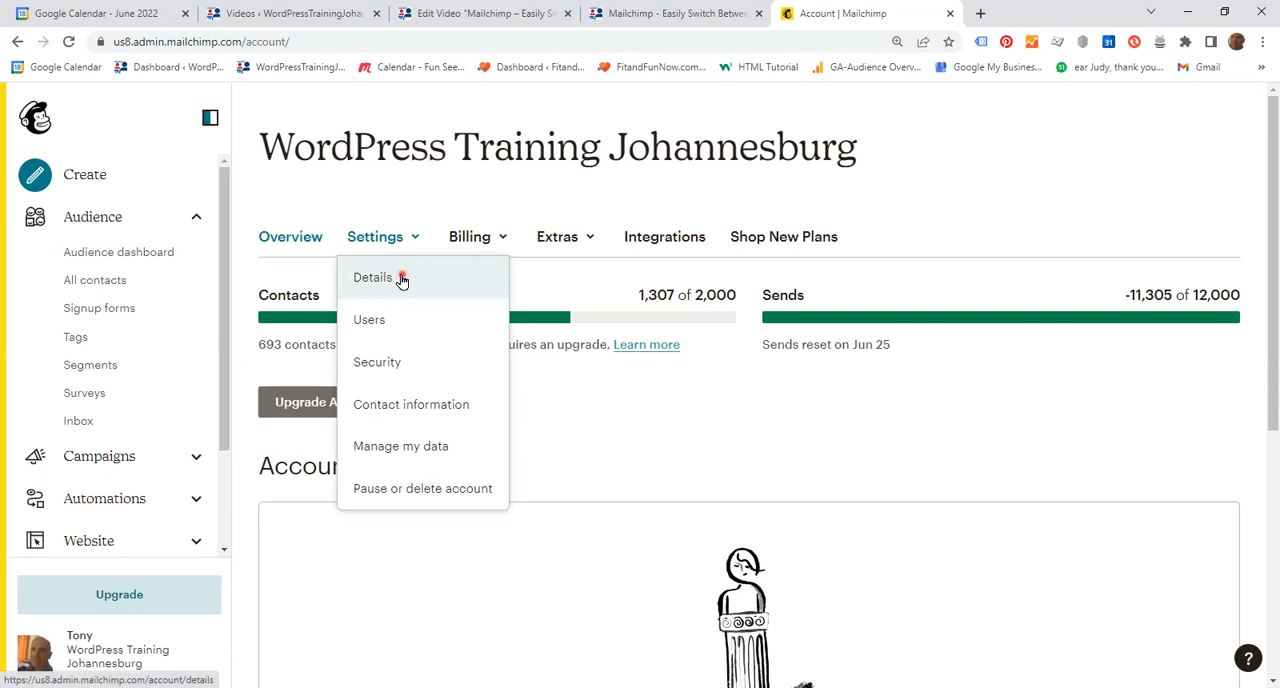 Google Calendar - June 2022
Videos ‹ WordPressTrainingJohan
Edit Video "Mailchimp – Easily Sw
Mailchimp - Easily Switch Betwee
Account | Mailchimp
us8.admin.mailchimp.com/account/
Google Calendar
Dashboard ‹ WordP...
WordPressTrainingJ...
Calendar - Fun See...
Dashboard ‹ Fitand...
FitandFunNow.com...
HTML Tutorial
GA-Audience Overv...
Google My Busines...
ear Judy, thank you...
Gmail
»
Create
Audience
Audience dashboard
All contacts
Signup forms
Tags
Segments
Surveys
Inbox
Campaigns
Automations
Website
Upgrade
Tony
WordPress Training
Johannesburg
https://us8.admin.mailchimp.com/account/details
WordPress Training Johannesburg
Overview Settings Billing Extras Integrations Shop New Plans
Details
Users
Security
Contact information
Manage my data
Pause or delete account
Contacts 1,307 of 2,000
693 contacts
uires an upgrade. Learn more
Sends -11,305 of 12,000
Sends reset on Jun 25
Upgrade A
Accour
?